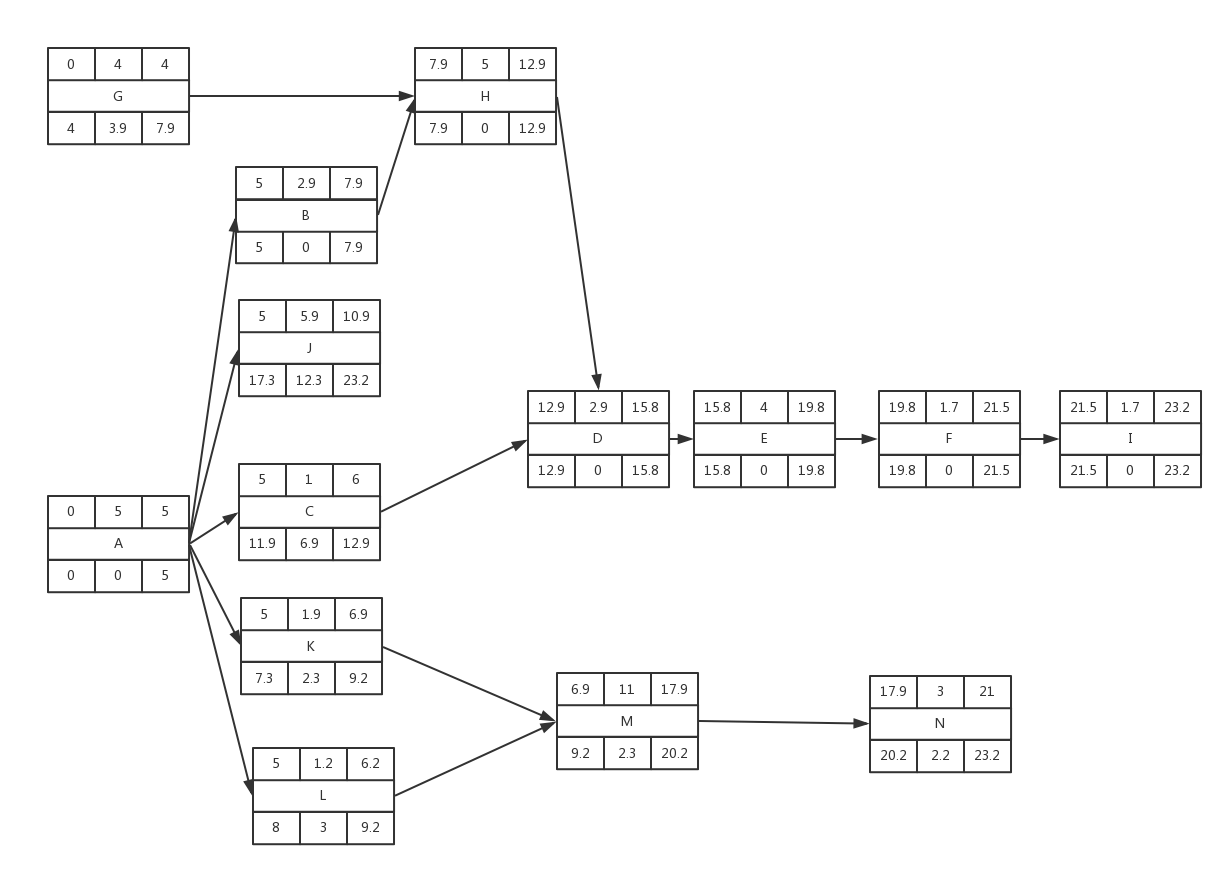 0 4 4
G
4 3.9 7.9
7.9 5 12.9
H
7.9 0 12.9
5 2.9 7.9
B
5 0 7.9
5 5.9 10.9
J
17.3 12.3 23.2
12.9 2.9 15.8
D
12.9 0 15.8
15.8 4 19.8
E
15.8 0 19.8
19.8 1.7 21.5
F
19.8 0 21.5
21.5 1.7 23.2
I
21.5 0 23.2
5 1 6
C
11.9 6.9 12.9
0 5 5
A
0 0 5
5 1.9 6.9
K
7.3 2.3 9.2
6.9 11 17.9
M
9.2 2.3 20.2
17.9 3 21
N
20.2 2.2 23.2
5 1.2 6.2
L
8 3 9.2